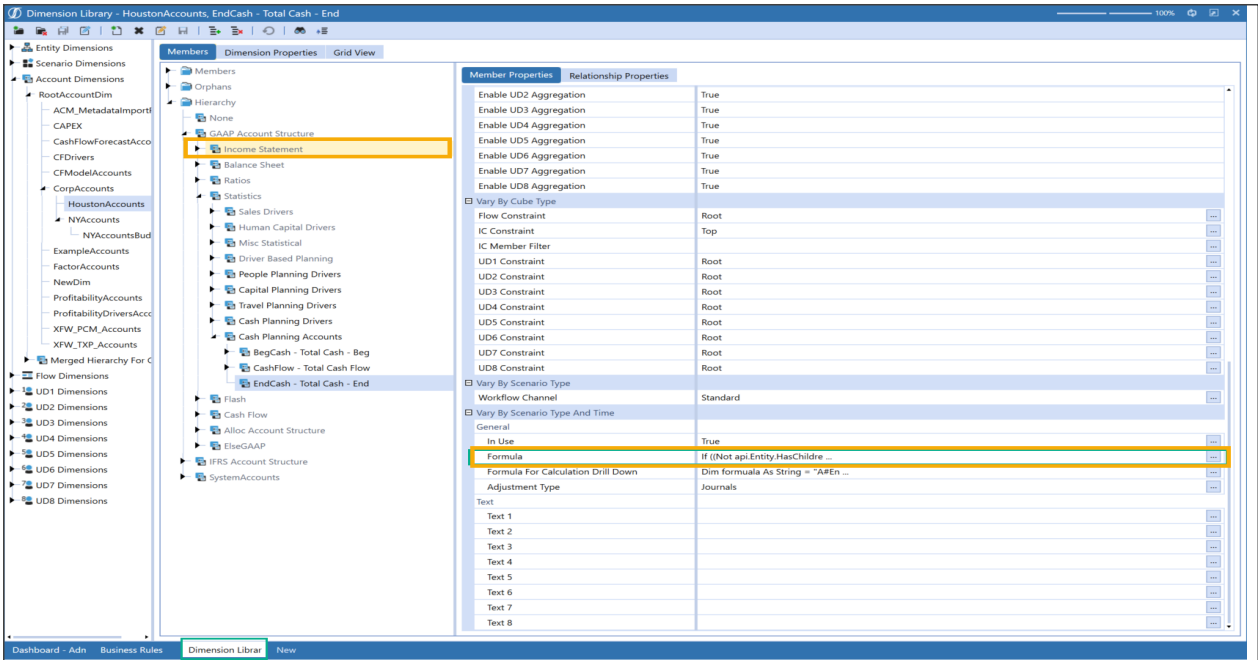 Dimension Library - HoustonAccounts, EndCash - Total Cash - End
100%
Entity Dimensions
Scenario Dimensions
Account Dimensions
RootAccountDim
ACM_MetadataImportF
CAPEX
CashFlowForecastAcco
CFDrivers
CFModelAccounts
CorpAccounts
HoustonAccounts
NYAccounts
NYAccountsBud
ExampleAccounts
FactorAccounts
NewDim
ProfitabilityAccounts
ProfitabilityDriversAcco
XFW_PCM_Accounts
XFW_TXP_Accounts
Merged Hierarchy For C
Flow Dimensions
UD1 Dimensions
UD2 Dimensions
UD3 Dimensions
UD4 Dimensions
UD5 Dimensions
UD6 Dimensions
UD7 Dimensions
UD8 Dimensions
Members Dimension Properties Grid View
Members
Orphans
Hierarchy
None
GAAP Account Structure
Income Statement
Balance Sheet
Ratios
Statistics
Sales Drivers
Human Capital Drivers
Misc Statistical
Driver Based Planning
People Planning Drivers
Capital Planning Drivers
Travel Planning Drivers
Cash Planning Drivers
Cash Planning Accounts
BegCash - Total Cash - Beg
CashFlow - Total Cash Flow
EndCash - Total Cash - End
Flash
Cash Flow
Alloc Account Structure
ElseGAAP
IFRS Account Structure
SystemAccounts
Member Properties Relationship Properties
Enable UD2 Aggregation True
Enable UD3 Aggregation True
Enable UD4 Aggregation True
Enable UD5 Aggregation True
Enable UD6 Aggregation True
Enable UD7 Aggregation True
Enable UD8 Aggregation True
Vary By Cube Type
Flow Constraint Root ...
IC Constraint Top ...
IC Member Filter ...
UD1 Constraint Root ...
UD2 Constraint Root ...
UD3 Constraint Root ...
UD4 Constraint Root ...
UD5 Constraint Root ...
UD6 Constraint Root ...
UD7 Constraint Root ...
UD8 Constraint Root ...
Vary By Scenario Type
Workflow Channel Standard ...
Vary By Scenario Type And Time
General
In Use True ...
Formula If ((Not api.Entity.HasChildre ... ...
Formula For Calculation Drill Down Dim formuala As String = "A#En ... ...
Adjustment Type Journals ...
Text
Text 1 ...
Text 2 ...
Text 3 ...
Text 4 ...
Text 5 ...
Text 6 ...
Text 7 ...
Text 8 ...
Dashboard - Adn Business Rules Dimension Librar New